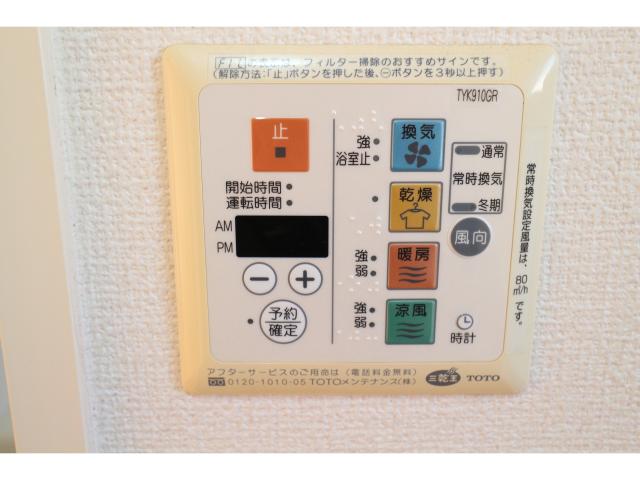 FILの表示は、フィルター掃除のおすすめサインです。
(解除方法:「止」ボタンを押した後、⊖ボタンを3秒以上押す)
TYK910GR
止
開始時間
運転時間
AM
PM
−
+
予約
確定
強
浴室止
換気
乾燥
強
弱
暖房
強
弱
涼風
通常
常時換気
冬期
風向
時計
常時換気設定風量は、80㎥/hです。
アフターサービスのご用命は(電話料金無料)
0120-1010-05 TOTOメンテナンス(株)
三乾王 TOTO